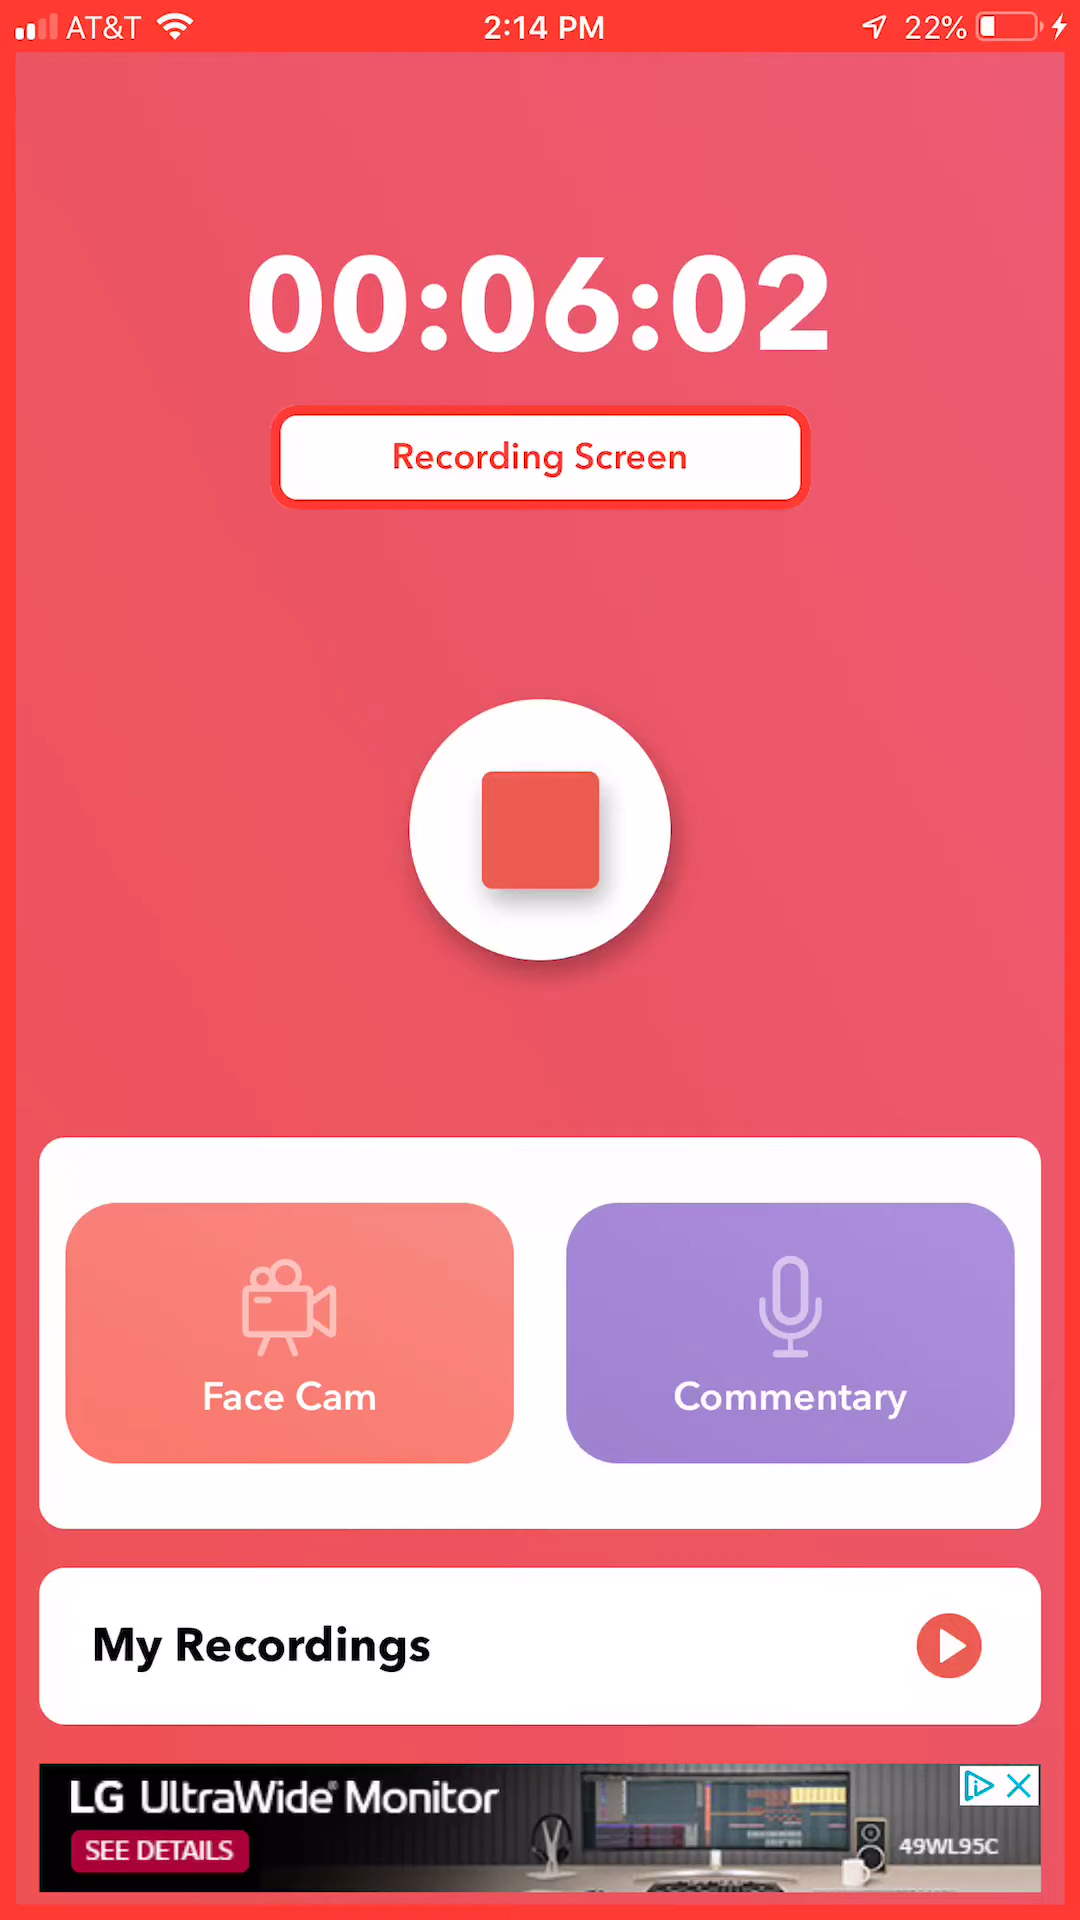 AT&T 2:14 PM 22%
00:06:02
Recording Screen
Face Cam Commentary
My Recordings
LG UltraWide® Monitor
SEE DETAILS
49WL95C